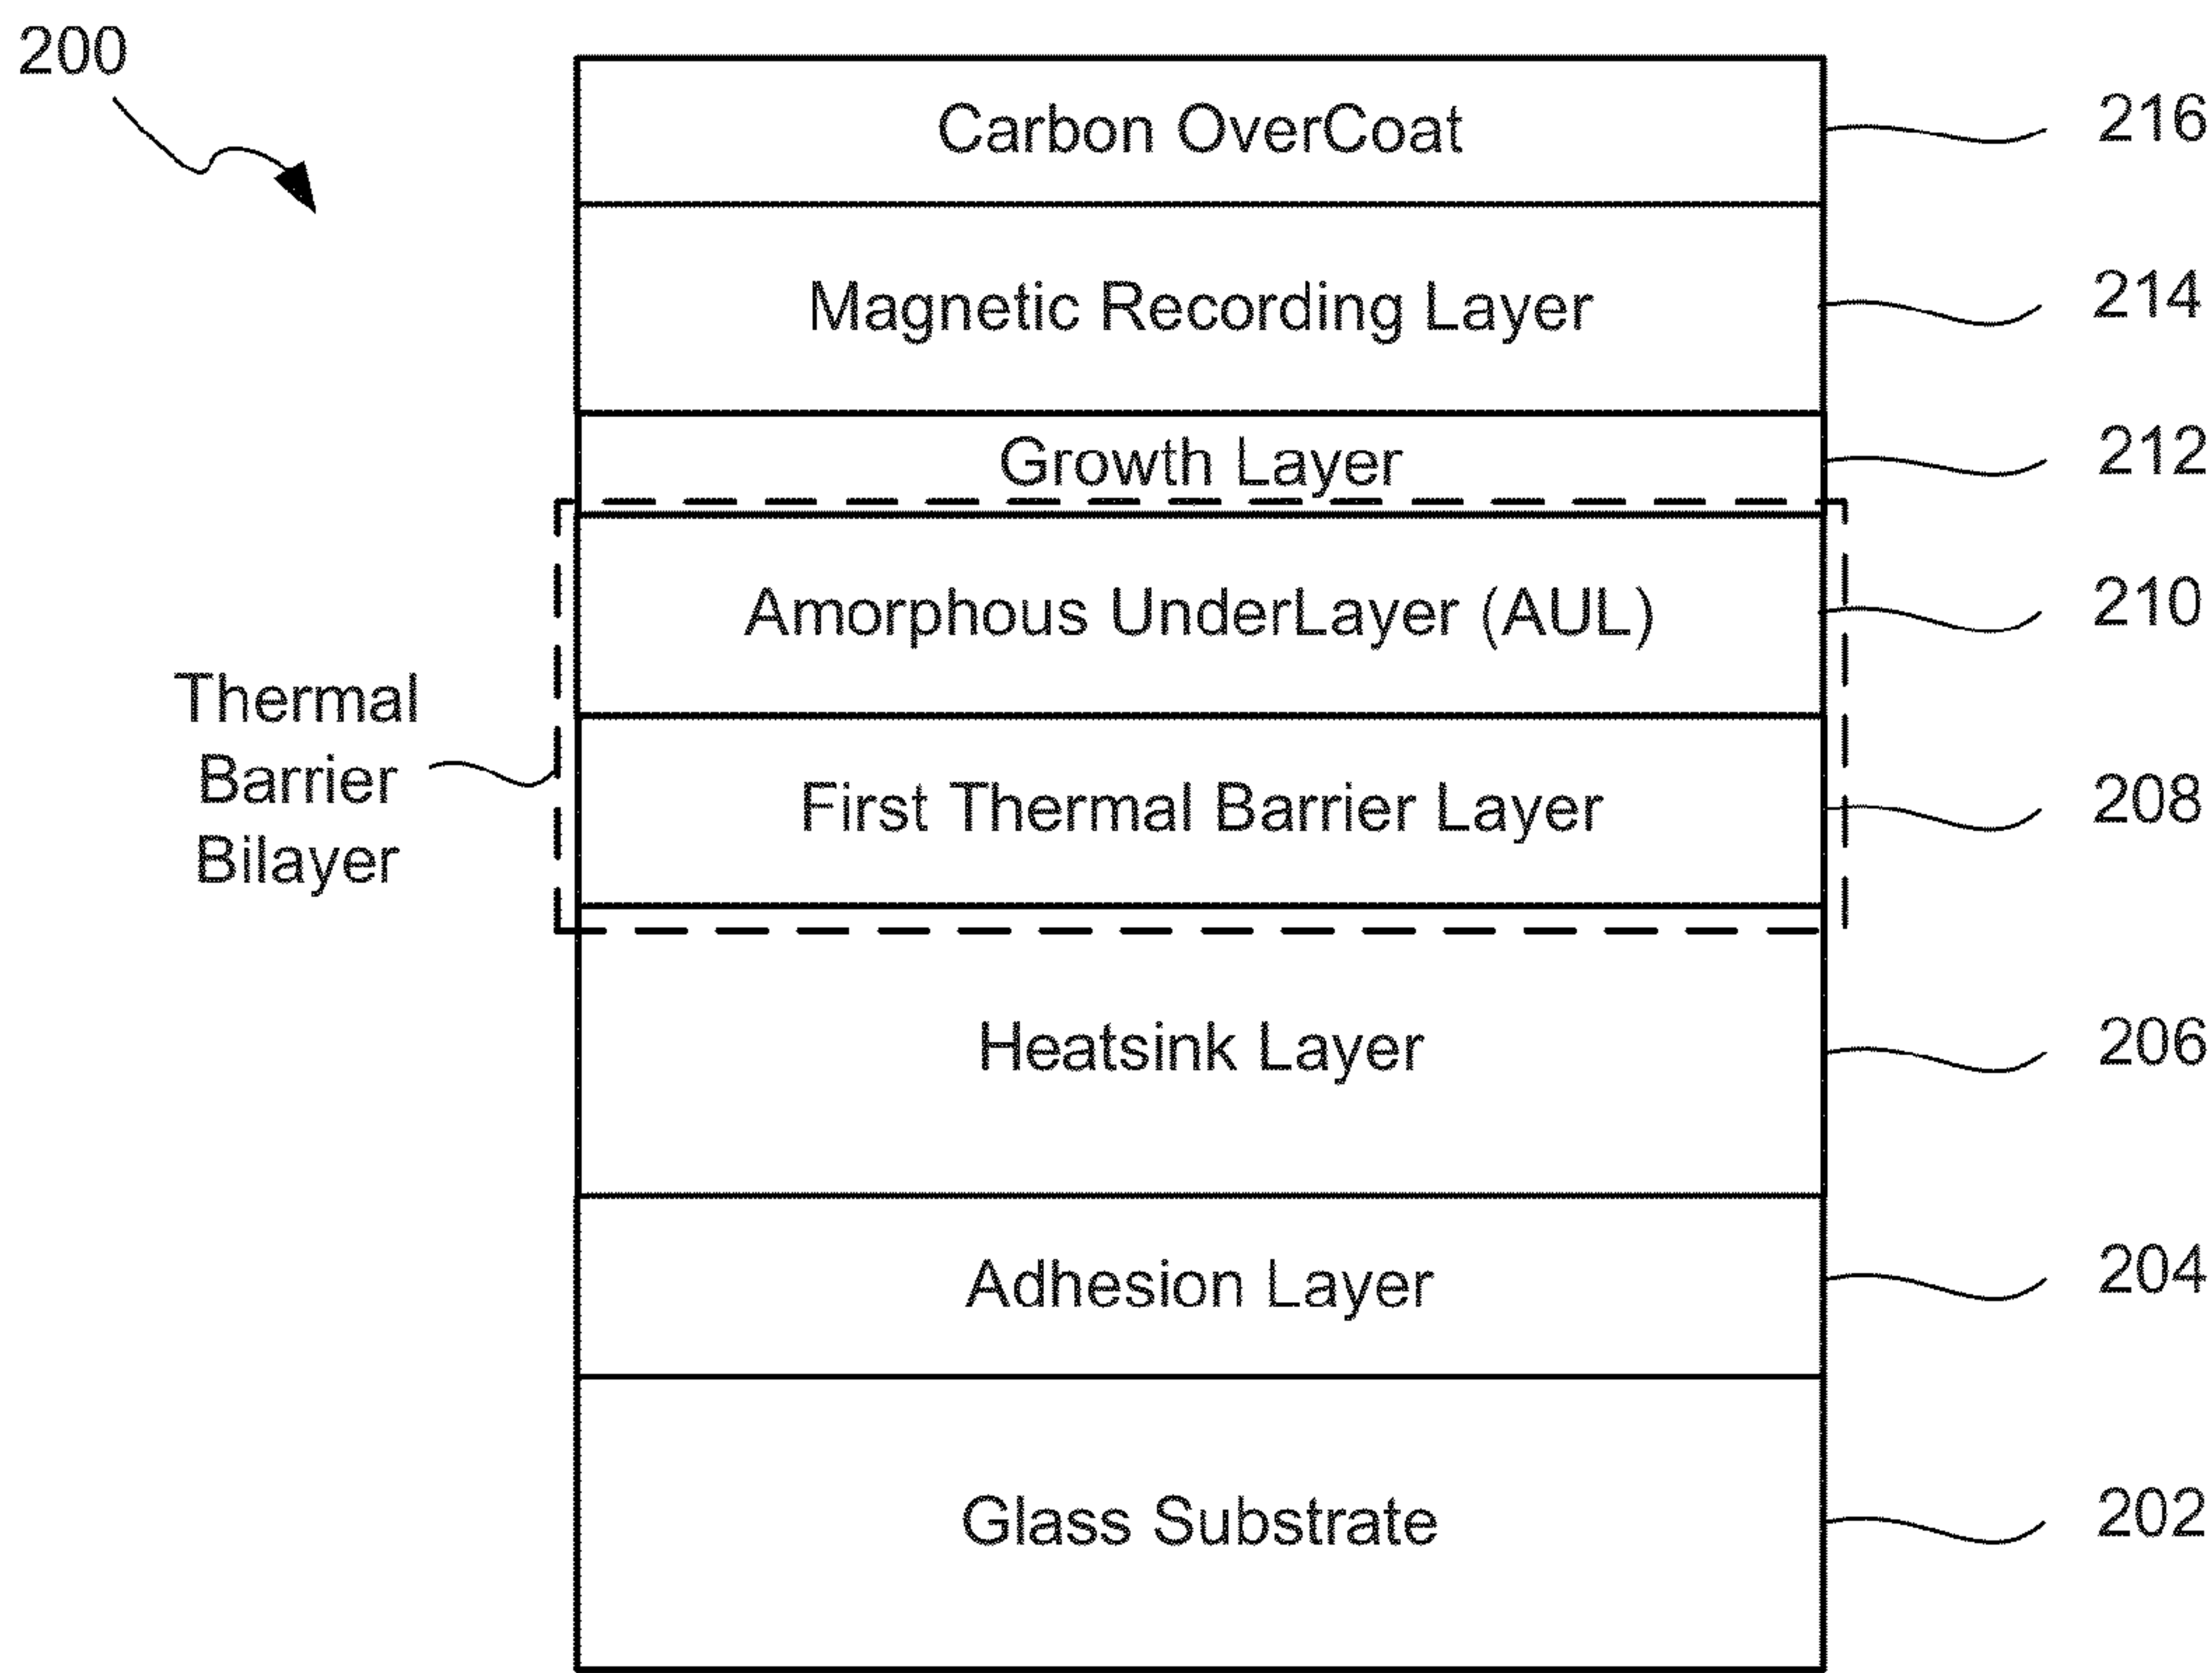 200
Carbon OverCoat
216
Magnetic Recording Layer
214
Growth Layer
212
Amorphous UnderLayer (AUL)
210
Thermal
Barrier
Bilayer
First Thermal Barrier Layer
208
Heatsink Layer
206
Adhesion Layer
204
Glass Substrate
202